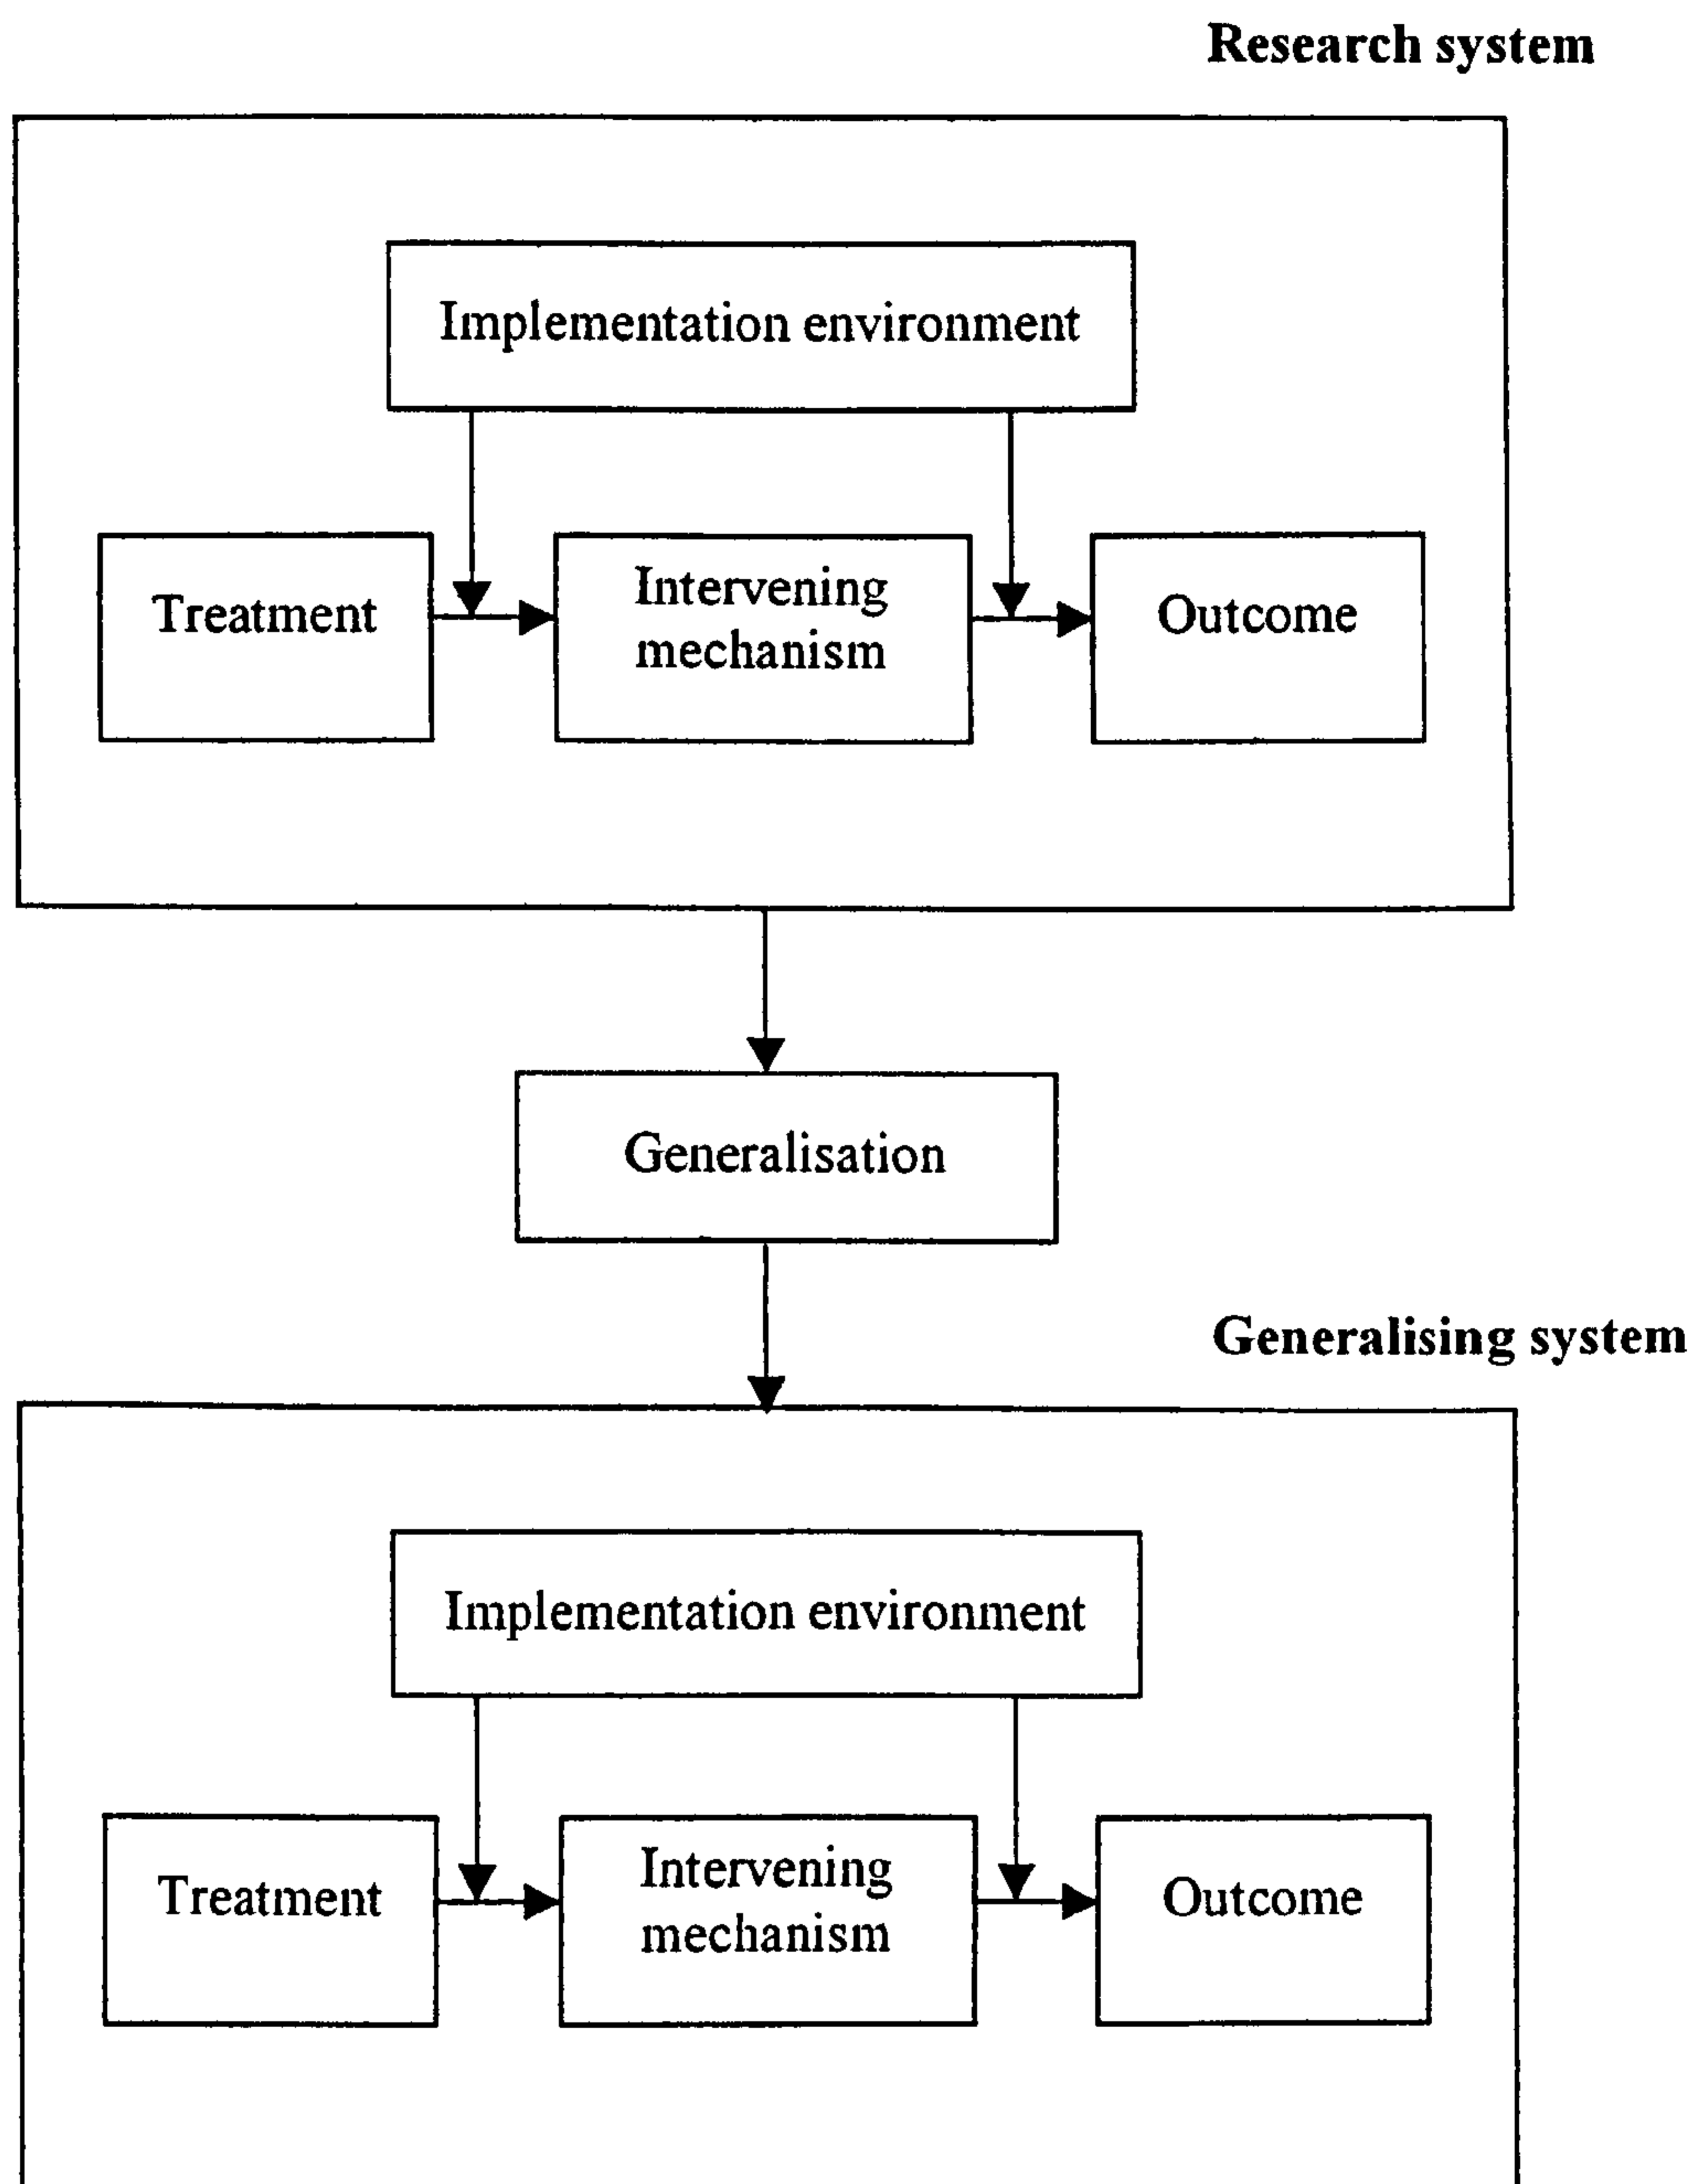 Research system
Implementation environment
Treatment
Intervening
mechanism
Outcome
Generalisation
Generalising system
Implementation environment
Treatment
Intervening
mechanism
Outcome